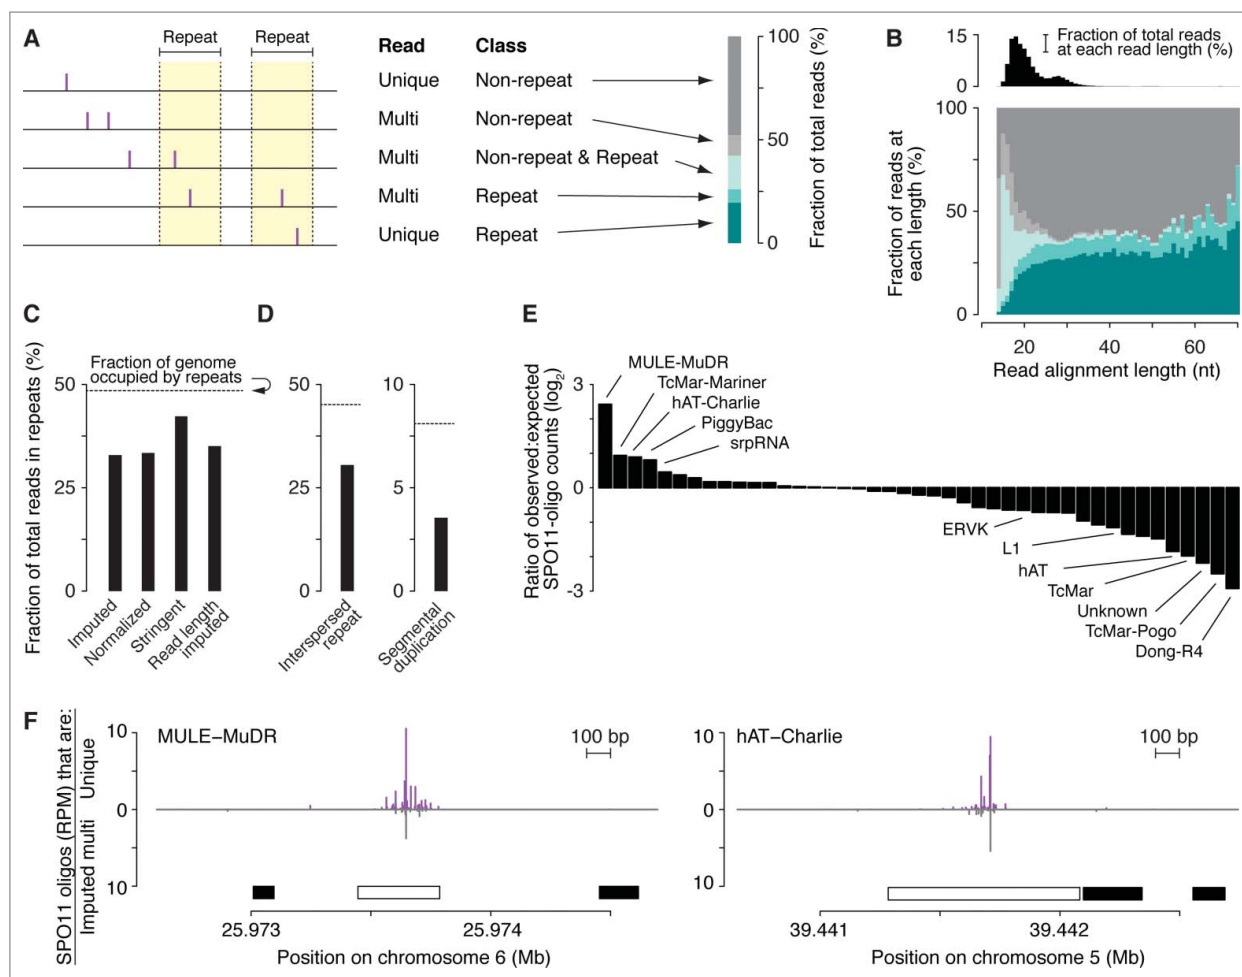 A
Repeat
Repeat
Read
Class
Unique
Non-repeat
Multi
Non-repeat
Multi
Non-repeat & Repeat
Multi
Repeat
Unique
Repeat
100
50
0
Fraction of total reads (%)
B
15
0
Fraction of total reads
at each read length (%)
100
50
0
Fraction of reads at
each length (%)
20
40
60
Read alignment length (nt)
C
Fraction of total reads in repeats (%)
Fraction of genome
occupied by repeats
50
25
0
Imputed
Normalized
Stringent
Read length
imputed
D
50
25
0
Interspersed
repeat
10
5
0
Segmental
duplication
E
Ratio of observed:expected
SPO11-oligo counts (log2)
3
0
-3
MULE-MuDR
TcMar-Mariner
hAT-Charlie
PiggyBac
srpRNA
ERVK
L1
hAT
TcMar
Unknown
TcMar-Pogo
Dong-R4
F
SPO11 oligos (RPM) that are:
Unique
Imputed multi
10
0
10
MULE−MuDR
100 bp
25.973
25.974
Position on chromosome 6 (Mb)
10
0
10
hAT−Charlie
100 bp
39.441
39.442
Position on chromosome 5 (Mb)